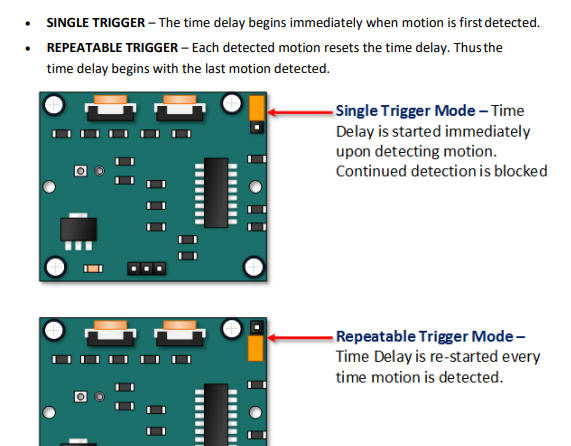 • SINGLE TRIGGER – The time delay begins immediately when motion is first detected.
• REPEATABLE TRIGGER – Each detected motion resets the time delay. Thus the
time delay begins with the last motion detected.
Single Trigger Mode – Time
Delay is started immediately
upon detecting motion.
Continued detection is blocked
Repeatable Trigger Mode –
Time Delay is re-started every
time motion is detected.